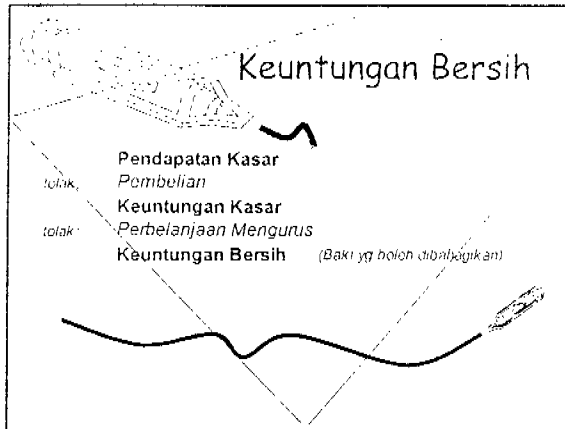 Keuntungan Bersih
Pendapatan Kasar
tolak: Pembelian
Keuntungan Kasar
tolak: Perbelanjaan Mengurus
Keuntungan Bersih (Baki yg boleh dibahagikan)